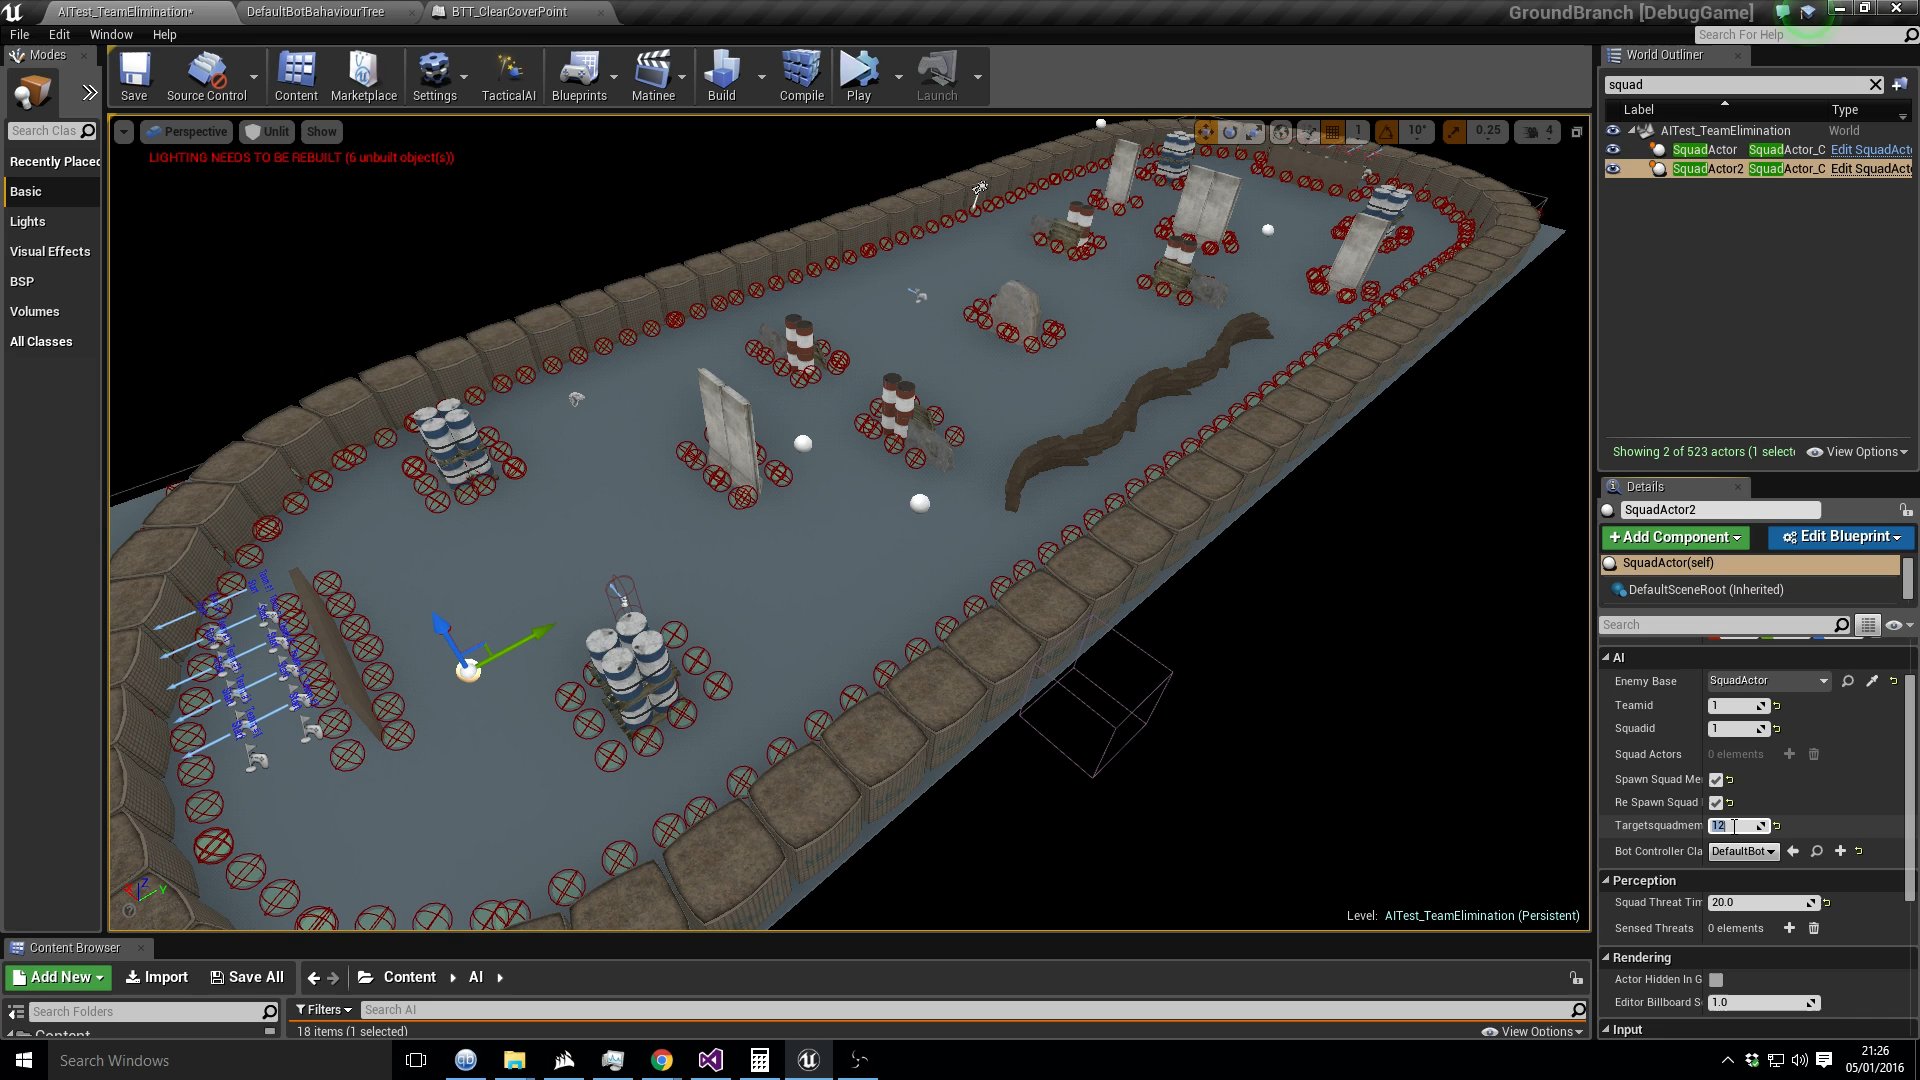 AITest_TeamElimination*
DefaultBotBahaviourTree
BTT_ClearCoverPoint
GroundBranch [DebugGame]
File Edit Window Help
Search For Help
Modes
Search Clas
Recently Placec
Basic
Lights
Visual Effects
BSP
Volumes
All Classes
Save
Source Control
Content
Marketplace
Settings
TacticalAI
Blueprints
Matinee
Build
Compile
Play
Launch
Perspective
Unlit
Show
1
10°
0.25
4
LIGHTING NEEDS TO BE REBUILT (6 unbuilt object(s))
X Z Y
Level: AITest_TeamElimination (Persistent)
World Outliner
squad
Label Type
AITest_TeamElimination World
SquadActor SquadActor_C Edit SquadAct
SquadActor2 SquadActor_C Edit SquadAct
Showing 2 of 523 actors (1 selecte
View Options
Details
SquadActor2
+ Add Component
Edit Blueprint
SquadActor(self)
DefaultSceneRoot (Inherited)
Search
AI
Enemy Base SquadActor
Teamid 1
Squadid 1
Squad Actors 0 elements
Spawn Squad Me
Re Spawn Squad
Targetsquadmem 12
Bot Controller Cla DefaultBot
Perception
Squad Threat Tim 20.0
Sensed Threats 0 elements
Rendering
Actor Hidden In G
Editor Billboard S 1.0
Input
Content Browser
Add New
Import
Save All
Content
AI
Search Folders
Filters
Search AI
Content
18 items (1 selected)
View Options
Search Windows
21:26
05/01/2016